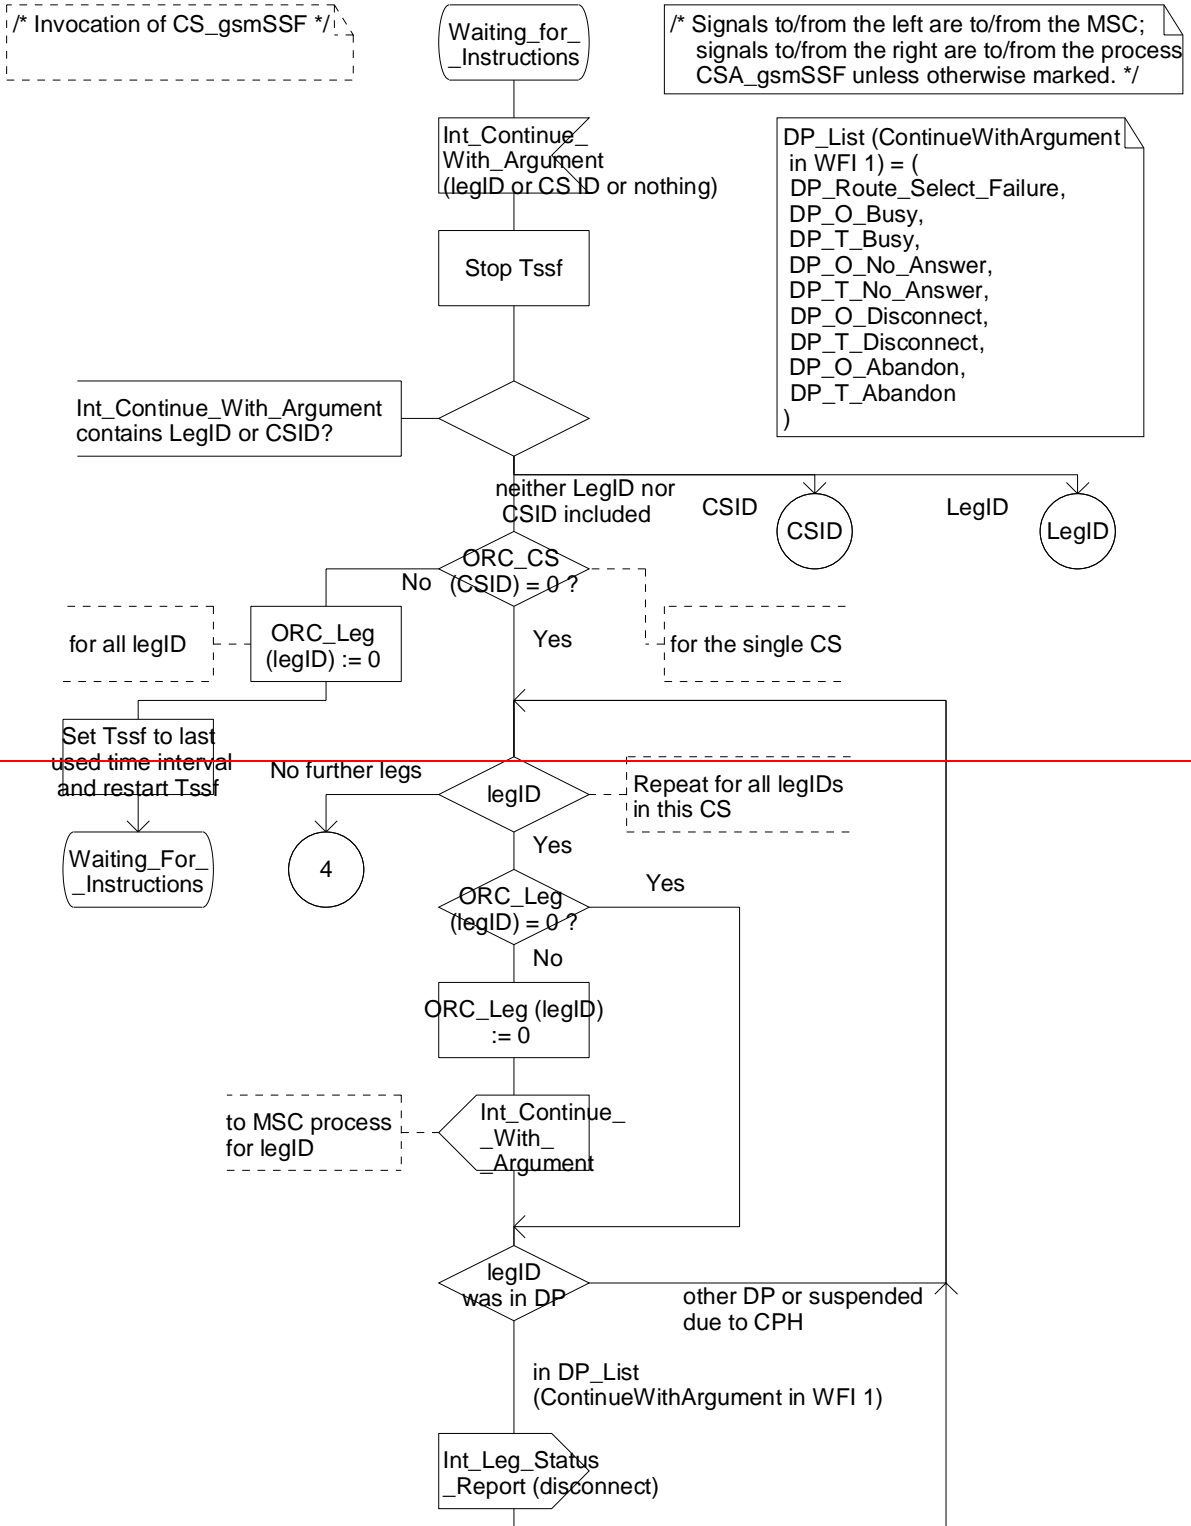 /* Invocation of CS_gsmSSF */
Waiting_for_
_Instructions
/* Signals to/from the left are to/from the MSC;
signals to/from the right are to/from the process
CSA_gsmSSF unless otherwise marked. */
Int_Continue_
With_Argument
(legID or CS ID or nothing)
DP_List (ContinueWithArgument
in WFI 1) = (
DP_Route_Select_Failure,
DP_O_Busy,
DP_T_Busy,
DP_O_No_Answer,
DP_T_No_Answer,
DP_O_Disconnect,
DP_T_Disconnect,
DP_O_Abandon,
DP_T_Abandon
)
Stop Tssf
Int_Continue_With_Argument
contains LegID or CSID?
neither LegID nor
CSID included
CSID
CSID
LegID
LegID
ORC_CS
(CSID) = 0 ?
No
Yes
for all legID
ORC_Leg
(legID) := 0
for the single CS
Set Tssf to last
used time interval
and restart Tssf
No further legs
legID
Repeat for all legIDs
in this CS
Yes
Waiting_For_
_Instructions
4
ORC_Leg
(legID) = 0 ?
Yes
No
ORC_Leg (legID)
:= 0
to MSC process
for legID
Int_Continue_
_With_
_Argument
legID
was in DP
other DP or suspended
due to CPH
in DP_List
(ContinueWithArgument in WFI 1)
Int_Leg_Status
_Report (disconnect)